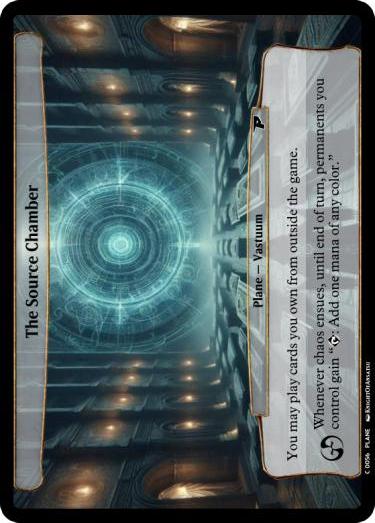 The Source Chamber
Plane — Vastuum
You may play cards you own from outside the game.
Whenever chaos ensues, until end of turn, permanents you
control gain “: Add one mana of any color.”
C 0056 PLANE KnightOfAnsatsu